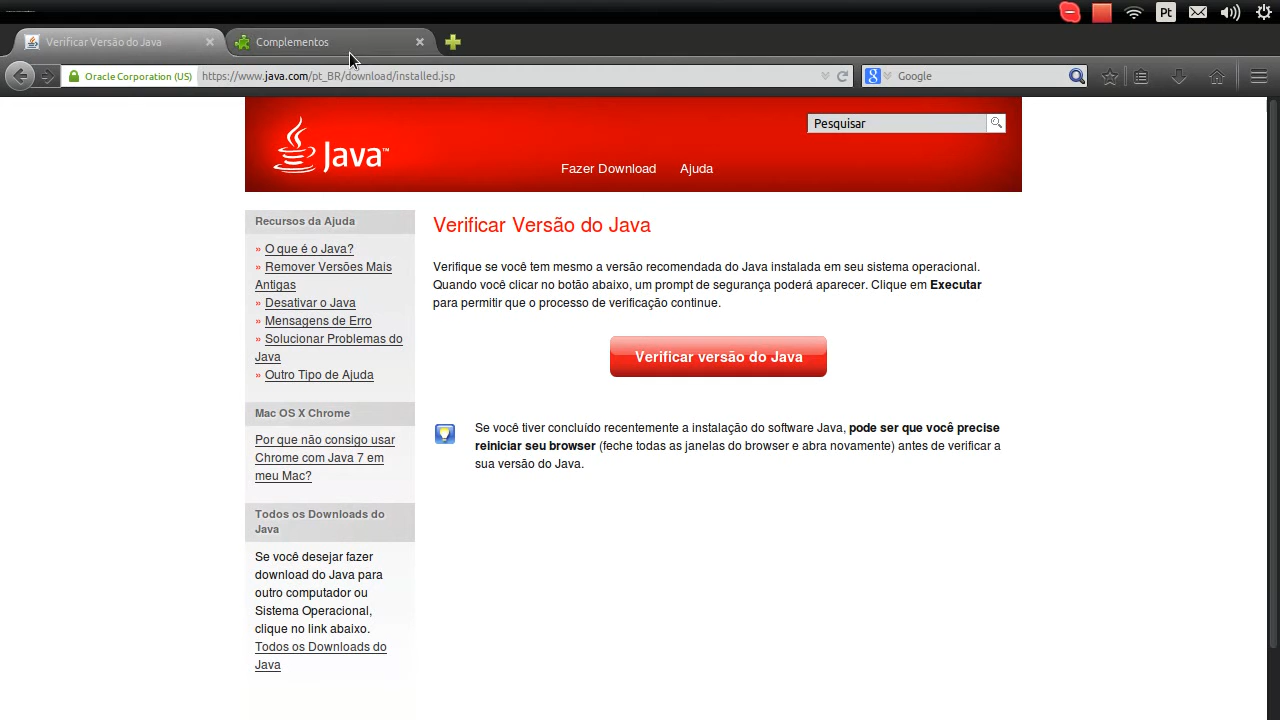 Pt
Verificar Versão do Java
Complementos
Oracle Corporation (US)
https://www.java.com/pt_BR/download/installed.jsp
Google
Java™
Pesquisar
Fazer Download
Ajuda
Recursos da Ajuda
» O que é o Java?
» Remover Versões Mais
Antigas
» Desativar o Java
» Mensagens de Erro
» Solucionar Problemas do
Java
» Outro Tipo de Ajuda
Mac OS X Chrome
Por que não consigo usar
Chrome com Java 7 em
meu Mac?
Todos os Downloads do
Java
Se você desejar fazer
download do Java para
outro computador ou
Sistema Operacional,
clique no link abaixo.
Todos os Downloads do
Java
Verificar Versão do Java
Verifique se você tem mesmo a versão recomendada do Java instalada em seu sistema operacional.
Quando você clicar no botão abaixo, um prompt de segurança poderá aparecer. Clique em Executar
para permitir que o processo de verificação continue.
Verificar versão do Java
Se você tiver concluído recentemente a instalação do software Java, pode ser que você precise
reiniciar seu browser (feche todas as janelas do browser e abra novamente) antes de verificar a
sua versão do Java.